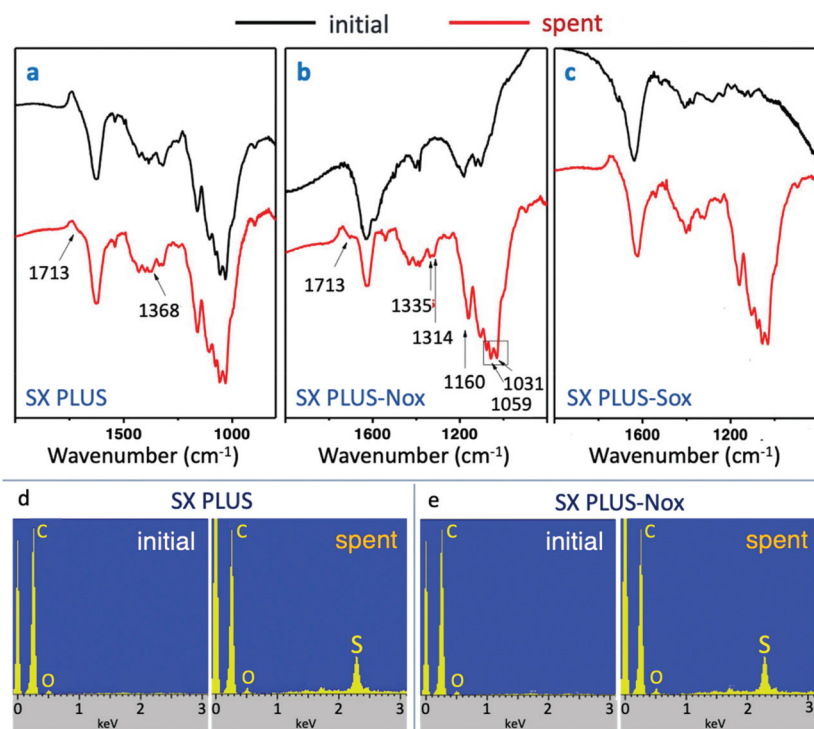 initial spent
a b c
1713
1368
SX PLUS
1713
1335
1314
1160
1031
1059
SX PLUS-Nox
SX PLUS-Sox
1500 1000
1600 1200
1600 1200
Wavenumber (cm-1) Wavenumber (cm-1) Wavenumber (cm-1)
d SX PLUS
e SX PLUS-Nox
C initial
C spent
C initial
C spent
S
S
O
O
O
O
0 1 2 3
0 1 2 3
0 1 2 3
0 1 2 3
keV keV keV keV